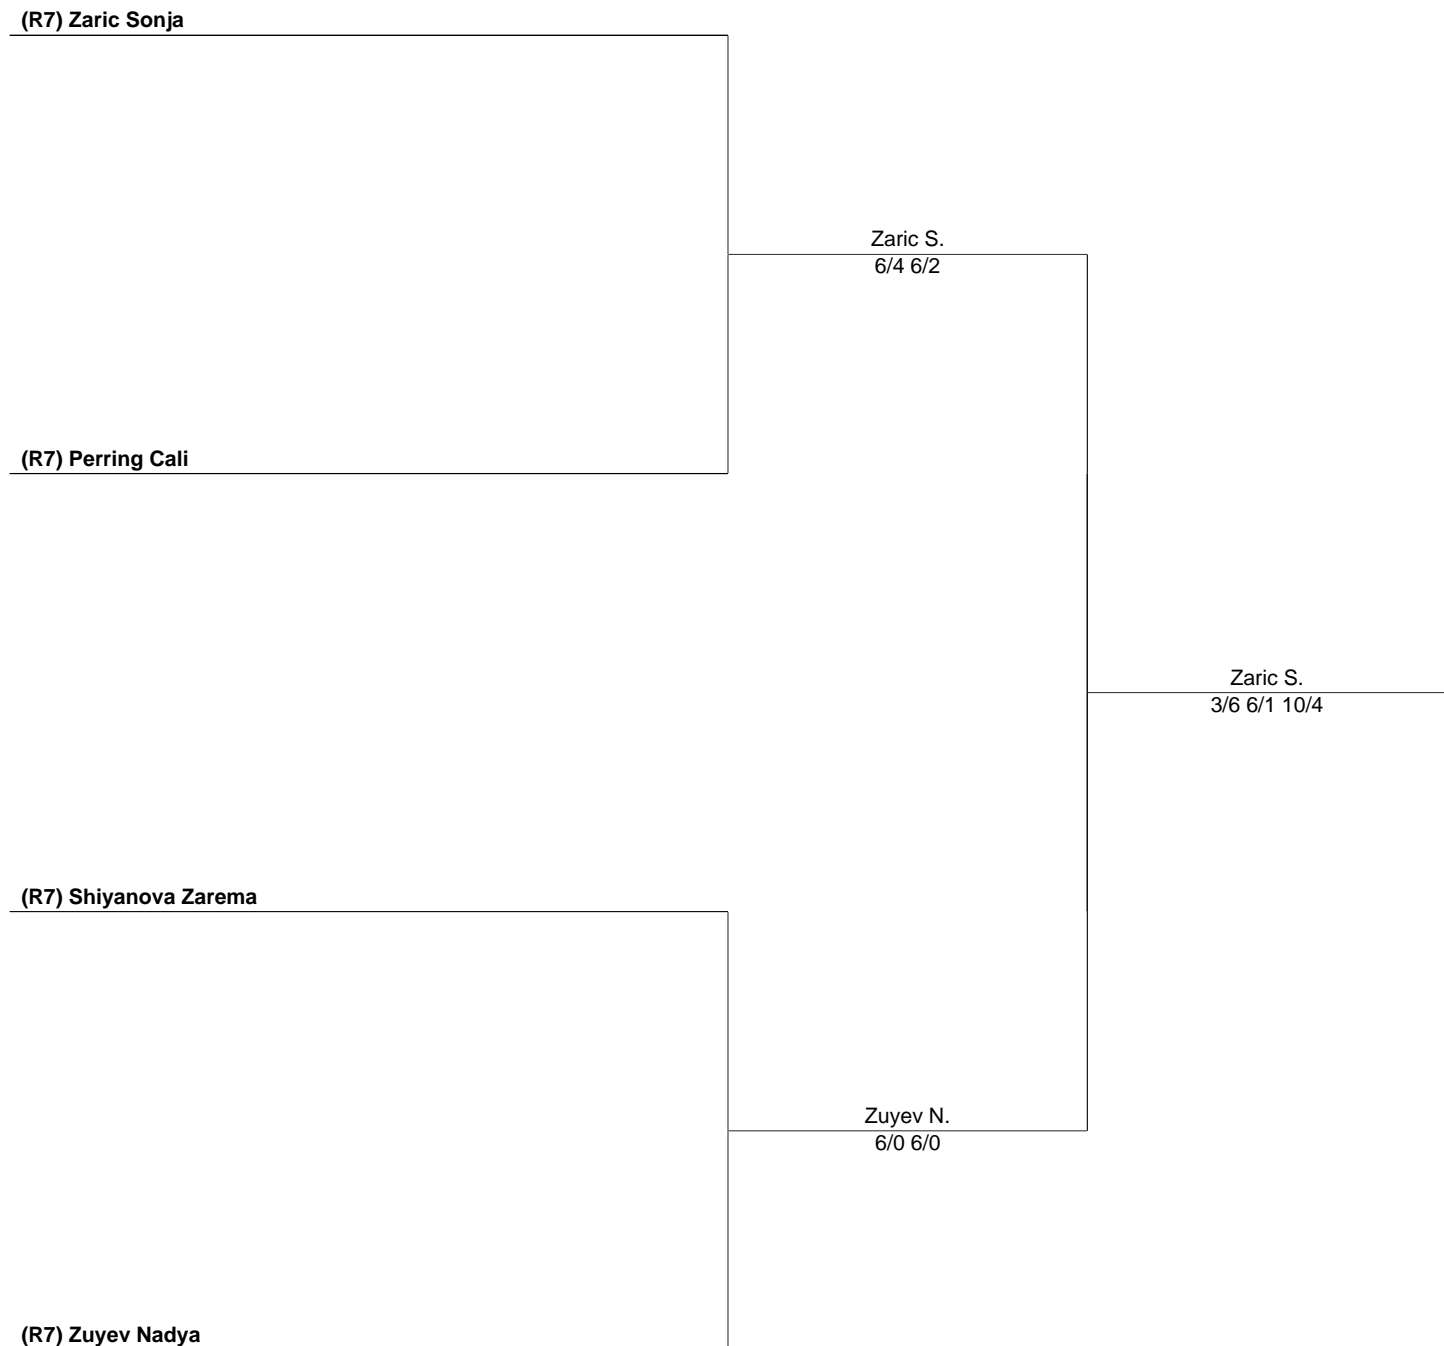 (R7) Zaric Sonja
Zaric S.
6/4 6/2
(R7) Perring Cali
Zaric S.
3/6 6/1 10/4
(R7) Shiyanova Zarema
Zuyev N.
6/0 6/0
(R7) Zuyev Nadya